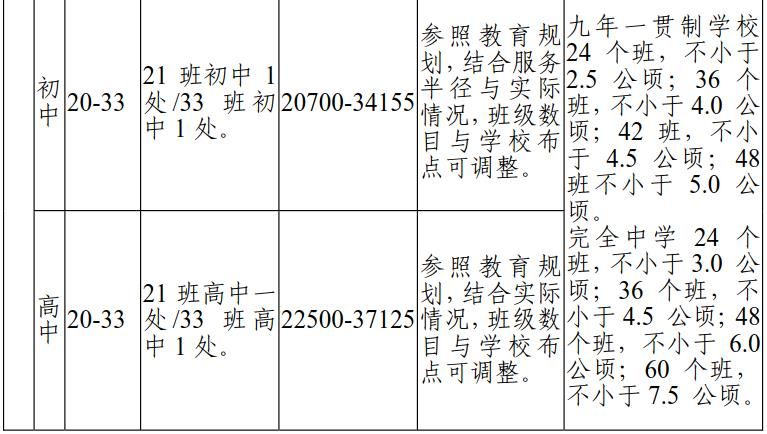 初
中
20-33
21 班初中 1
处/33 班初
中 1 处。
20700-34155
参照教育规
划,结合服务
半径与实际
情况,班级数
目与学校布
点可调整。
九年一贯制学校
24 个班，不小于
2.5 公顷；36 个
班,不小于 4.0 公
顷；42 班，不小
于 4.5 公顷；48
班不小于 5.0 公
顷。
完全中学 24 个
班,不小于 3.0 公
顷；36 个班，不
小于 4.5 公顷；48
个班，不小于 6.0
公顷；60 个班，
不小于 7.5 公顷。
高
中
20-33
21 班高中一
处/33 班高
中 1 处。
22500-37125
参照教育规
划,结合实际
情况,班级数
目与学校布
点可调整。